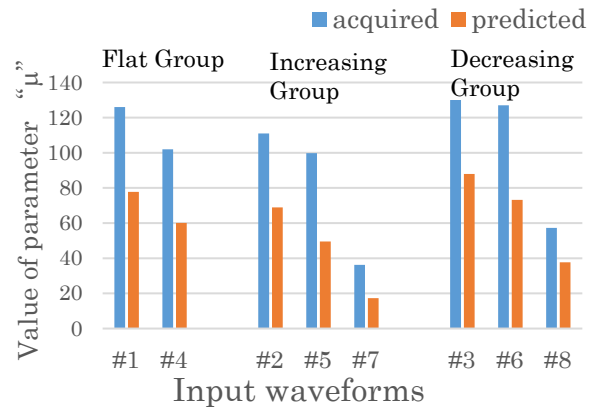 acquired predicted
Flat Group
Increasing
Group
Decreasing
Group
Value of parameter “μ”
140
120
100
80
60
40
20
0
#1 #4 #2 #5 #7 #3 #6 #8
Input waveforms